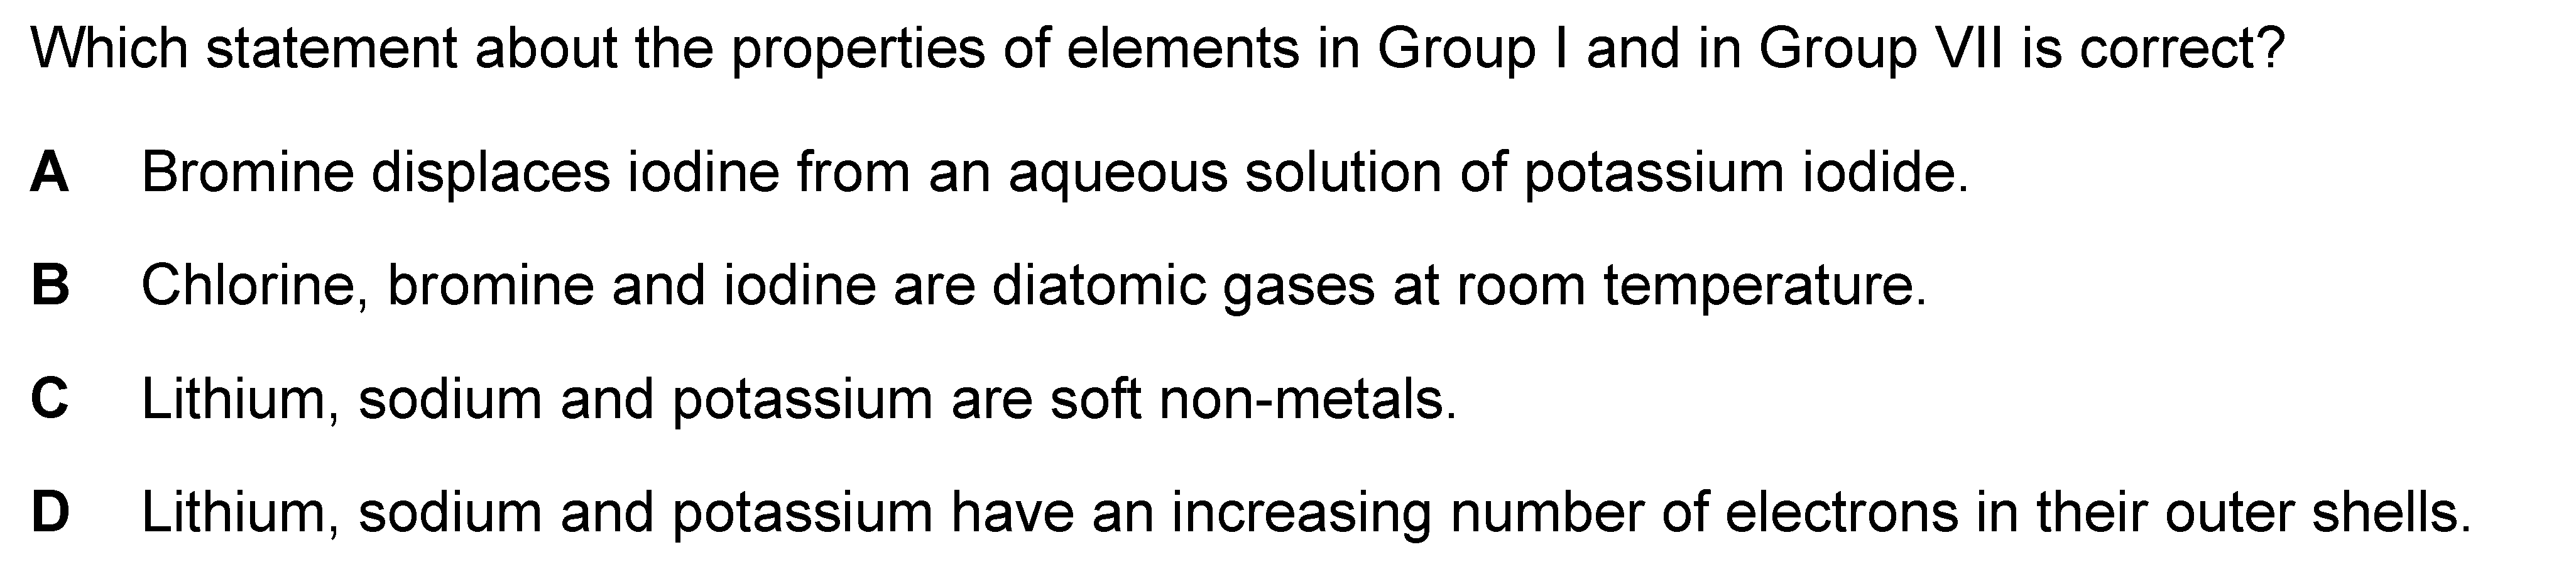 Which statement about the properties of elements in Group I and in Group VII is correct?
A Bromine displaces iodine from an aqueous solution of potassium iodide.
B Chlorine, bromine and iodine are diatomic gases at room temperature.
C Lithium, sodium and potassium are soft non-metals.
D Lithium, sodium and potassium have an increasing number of electrons in their outer shells.